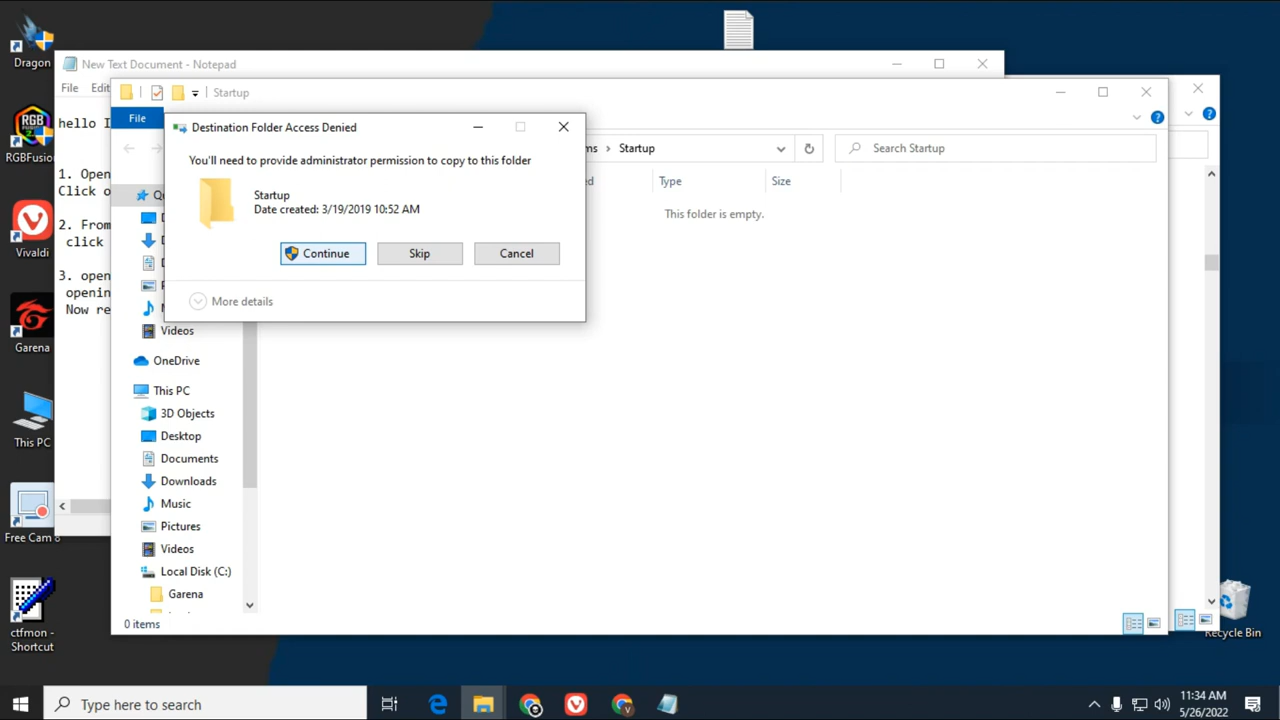 Dragon
RGBFusion
Vivaldi
Garena
This PC
Free Cam 8
ctfmon -
Shortcut
New Text Document - Notepad
File
hello
1. Open
Click
2. From
click
3. open
Now
Startup
File
Startup
Search Startup
Type
Size
This folder is empty.
Destination Folder Access Denied
You'll need to provide administrator permission to copy to this folder
Startup
Date created: 3/19/2019 10:52 AM
Continue
Skip
Cancel
More details
Videos
OneDrive
This PC
3D Objects
Desktop
Documents
Downloads
Music
Pictures
Videos
Local Disk (C:)
Garena
0 items
Recycle Bin
Type here to search
11:34 AM
5/26/2022